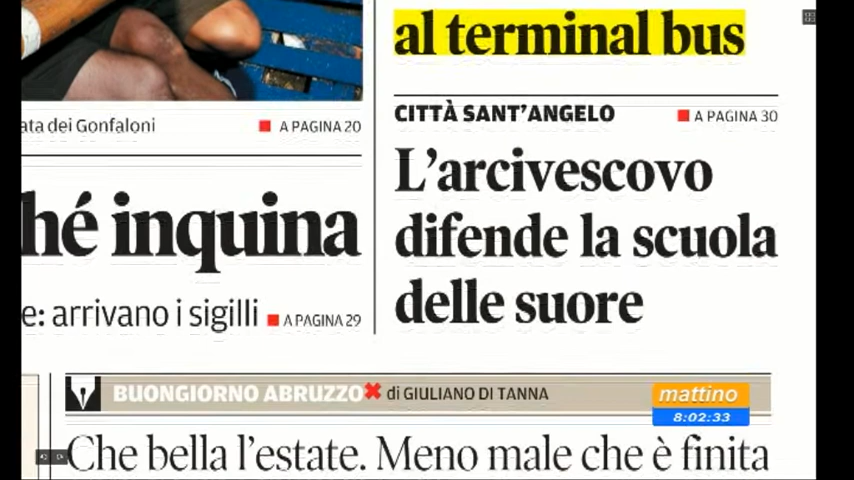 al terminal bus
CITTÀ SANT'ANGELO
A PAGINA 30
L'arcivescovo
difende la scuola
delle suore
ata dei Gonfaloni
A PAGINA 20
hé inquina
e: arrivano i sigilli
A PAGINA 29
BUONGIORNO ABRUZZO di GIULIANO DI TANNA
Che bella l'estate. Meno male che è finita
mattino
8:02:33